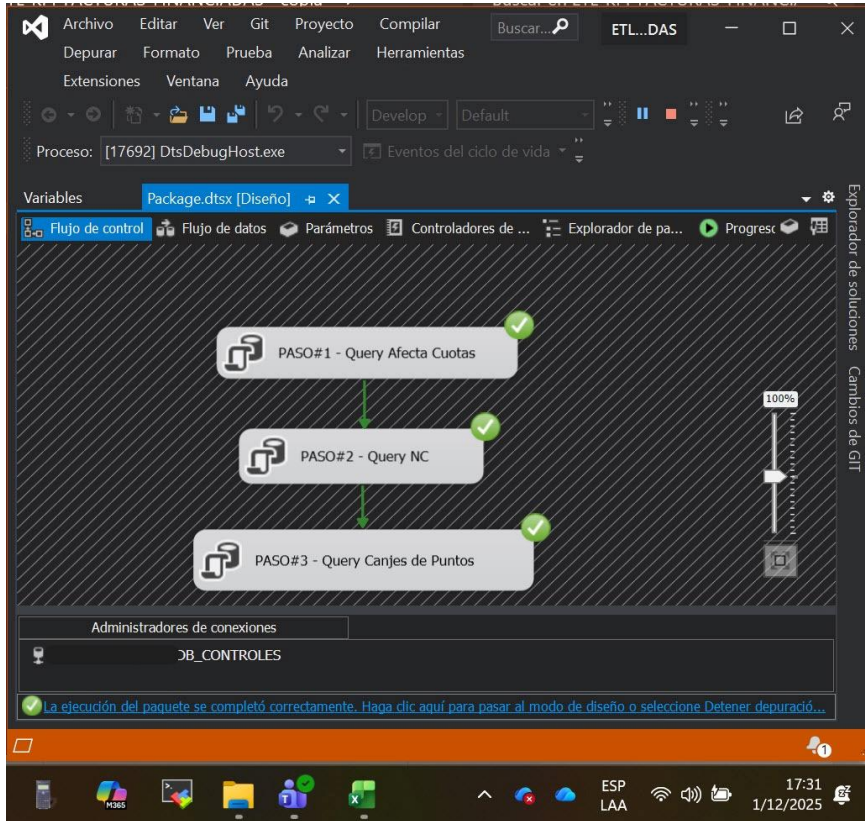 Archivo Editar Ver Git Proyecto Compilar Buscar... ETL...DAS
Depurar Formato Prueba Analizar Herramientas
Extensiones Ventana Ayuda
Develop Default
Proceso: [17692] DtsDebugHost.exe Eventos del ciclo de vida
Variables Package.dtsx [Diseño]
Flujo de control Flujo de datos Parámetros Controladores de ... Explorador de pa... Progresc
Explorador de soluciones
Cambios de GIT
PASO#1 - Query Afecta Cuotas
100%
PASO#2 - Query NC
PASO#3 - Query Canjes de Puntos
Administradores de conexiones
DB_CONTROLES
La ejecución del paquete se completó correctamente. Haga clic aquí para pasar al modo de diseño o seleccione Detener depuració...
1
M365
ESP
LAA
17:31
1/12/2025